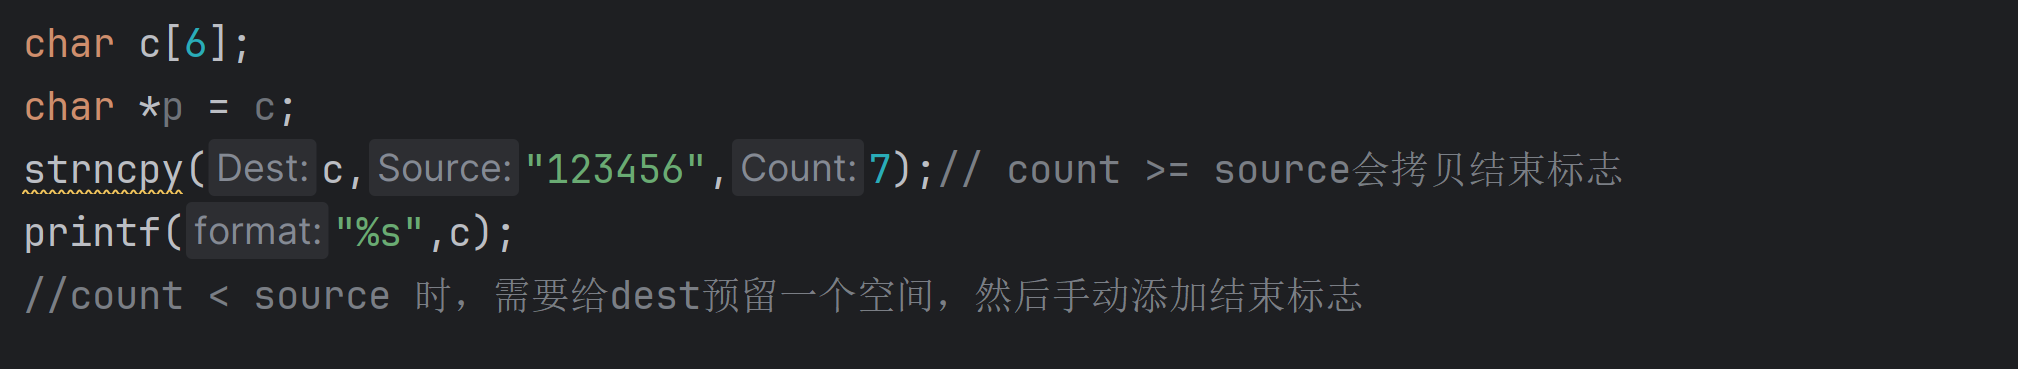 char c[6];
char *p = c;
strncpy(Dest: c,Source: "123456",Count: 7);// count >= source会拷贝结束标志
printf(format: "%s",c);
//count < source 时，需要给dest预留一个空间，然后手动添加结束标志